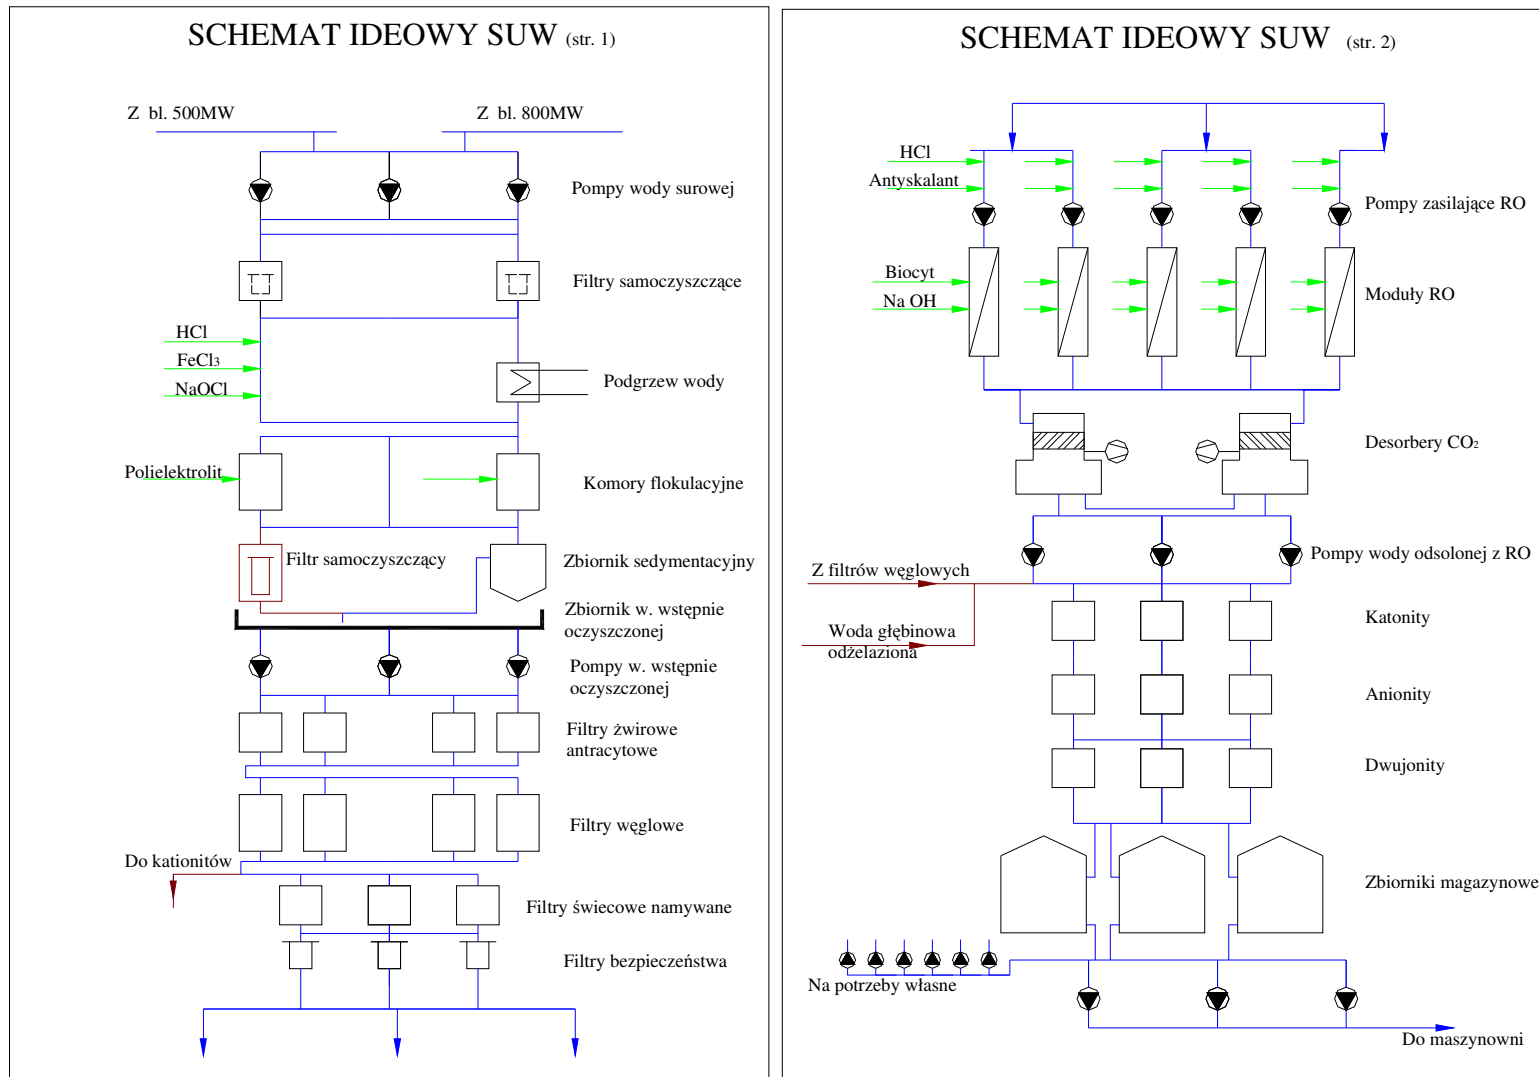 SCHEMAT IDEOWY SUW (str. 1)
Z bl. 500MW
Z bl. 800MW
Pompy wody surowej
Filtry samoczyszczące
HCl
FeCl3
NaOCl
Podgrzew wody
Polielektrolit
Komory flokulacyjne
Filtr samoczyszczący
Zbiornik sedymentacyjny
Zbiornik w. wstępnie
oczyszczonej
Pompy w. wstępnie
oczyszczonej
Filtry żwirowe
antracytowe
Filtry węglowe
Do kationitów
Filtry świecowe namywane
Filtry bezpieczeństwa
SCHEMAT IDEOWY SUW (str. 2)
HCl
Antyskalant
Pompy zasilające RO
Biocyt
Na OH
Moduły RO
Desorbery CO2
Pompy wody odsolonej z RO
Z filtrów węglowych
Woda głębinowa
odżelaziona
Katonity
Anionity
Dwujonity
Zbiorniki magazynowe
Na potrzeby własne
Do maszynowni